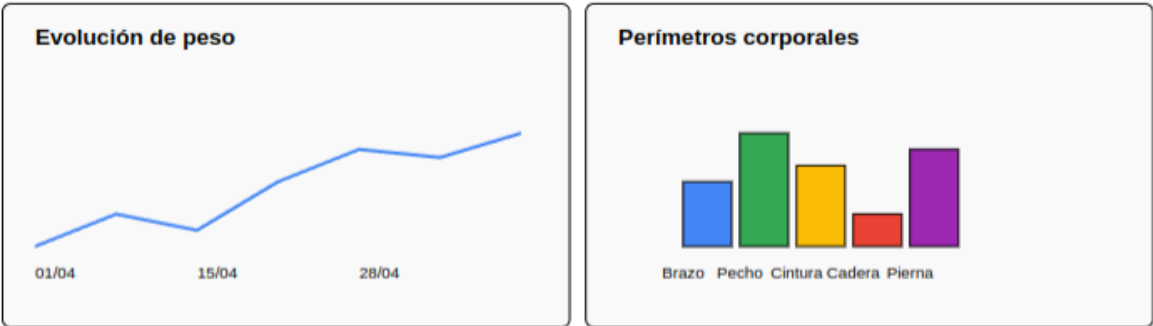 Evolución de peso
01/04 15/04 28/04
Perímetros corporales
Brazo Pecho Cintura Cadera Pierna